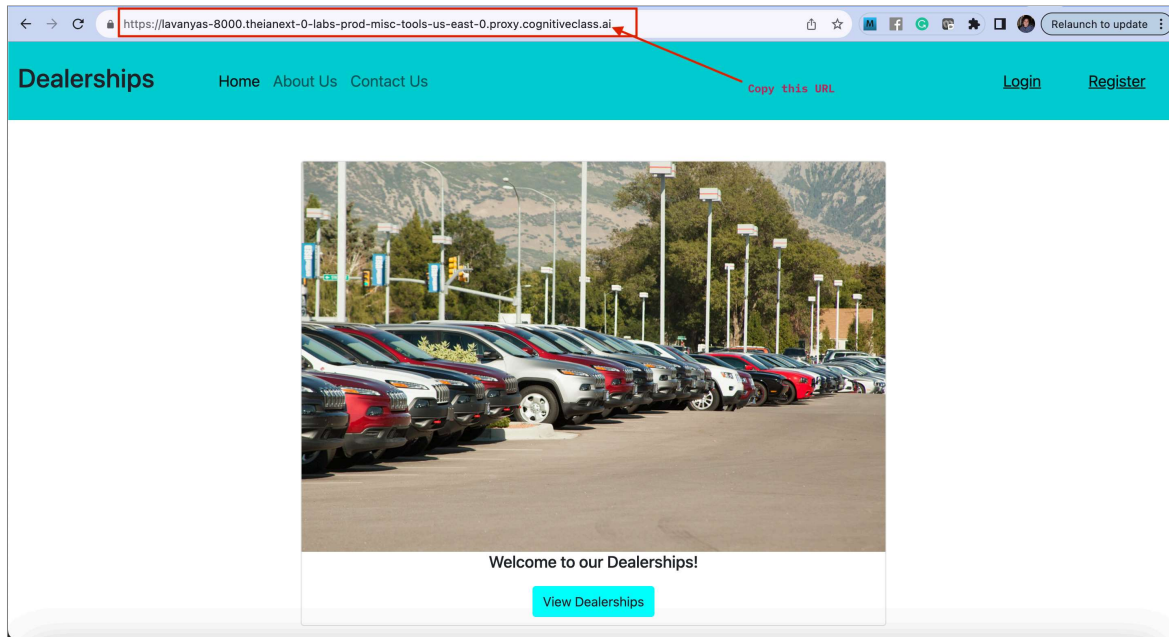 https://lavanyas-8000.theianext-0-labs-prod-misc-tools-us-east-0.proxy.cognitiveclass.ai
Relaunch to update
Dealerships
Home About Us Contact Us
Copy this URL
Login Register
Welcome to our Dealerships!
View Dealerships